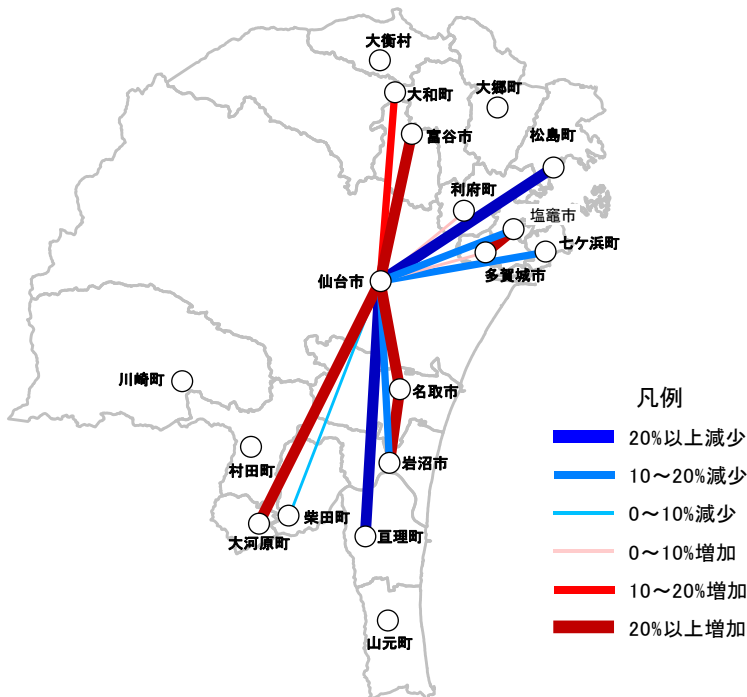 大衡村
大和町
大郷町
富谷市
松島町
利府町
塩竈市
七ケ浜町
多賀城市
仙台市
川崎町
名取市
凡例
20%以上減少
村田町
岩沼市
10～20%減少
柴田町
0～10%減少
大河原町
亘理町
0～10%増加
10～20%増加
20%以上増加
山元町